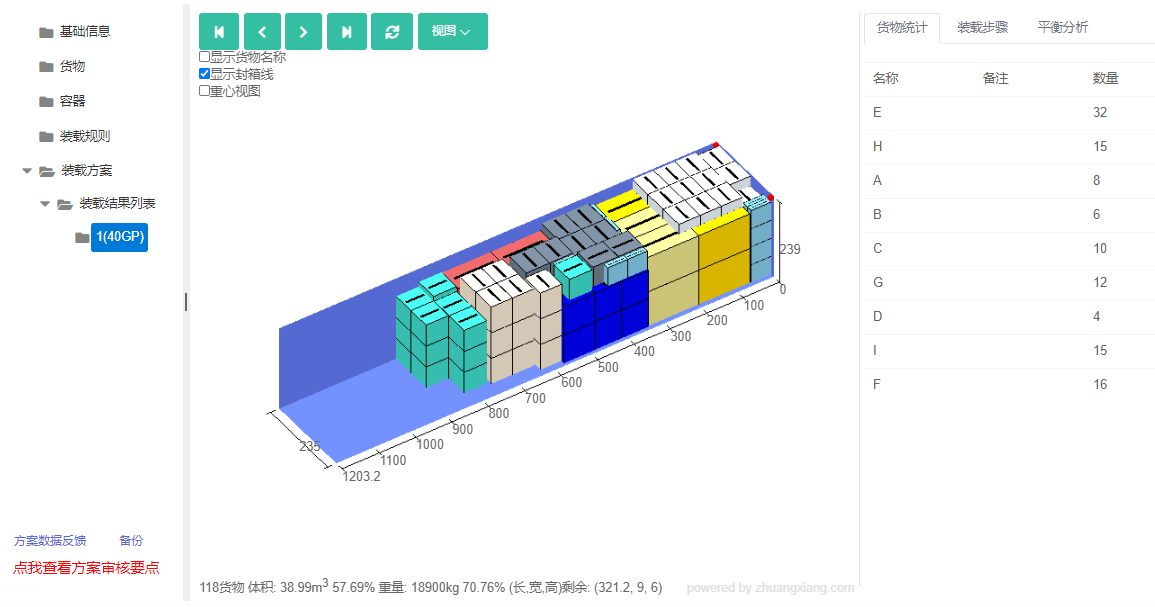 基础信息
货物
容器
装载规则
装载方案
装载结果列表
1(40GP)
方案数据反馈 备份
点我查看方案审核要点
视图
显示货物名称
显示封箱线
重心视图
239
0
100
200
300
400
500
600
700
800
900
1000
1100
1203.2
235
118货物 体积: 38.99m3 57.69% 重量: 18900kg 70.76% (长,宽,高)剩余: (321.2, 9, 6)
powered by zhuangxiang.com
货物统计 装载步骤 平衡分析
名称 备注 数量
E 32
H 15
A 8
B 6
C 10
G 12
D 4
I 15
F 16